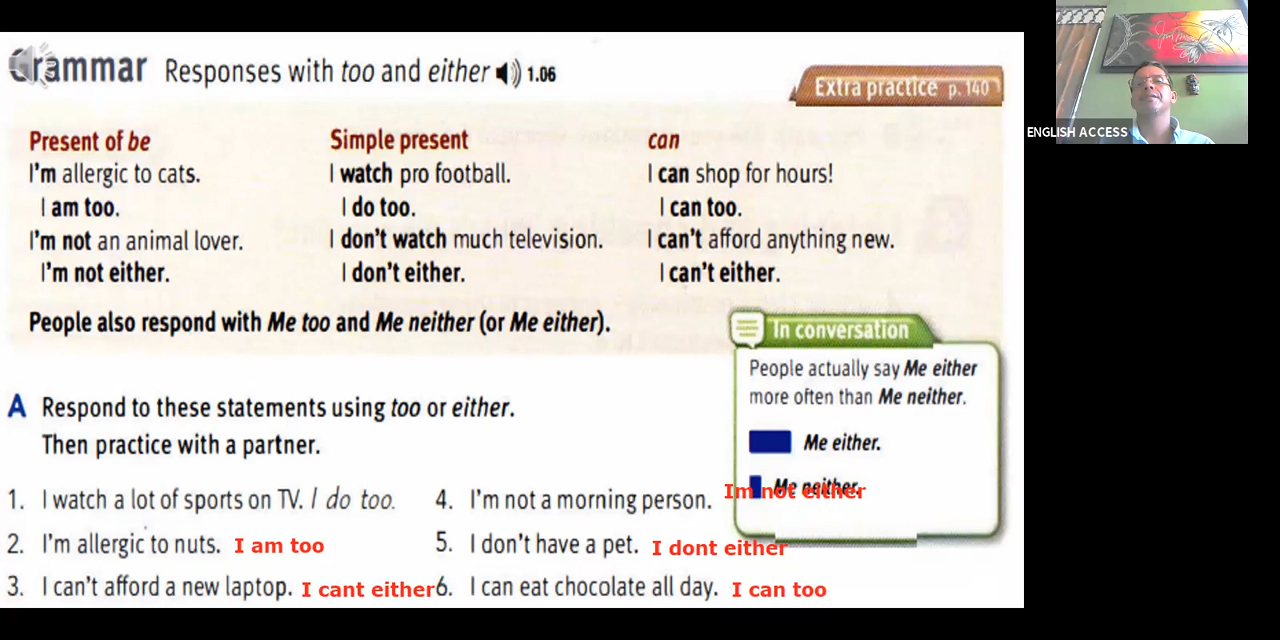 Grammar Responses with too and either 1.06
Extra practice p. 140
Present of be
I'm allergic to cats.
I am too.
I'm not an animal lover.
I'm not either.
Simple present
I watch pro football.
I do too.
I don't watch much television.
I don't either.
can
I can shop for hours!
I can too.
I can't afford anything new.
I can't either.
People also respond with Me too and Me neither (or Me either).
In conversation
People actually say Me either
more often than Me neither.
Me either.
Me neither.
A Respond to these statements using too or either.
Then practice with a partner.
1. I watch a lot of sports on TV. I do too.
2. I'm allergic to nuts. I am too
3. I can't afford a new laptop. I cant either
4. I'm not a morning person. Im not either
5. I don't have a pet. I dont either
6. I can eat chocolate all day. I can too
ENGLISH ACCESS